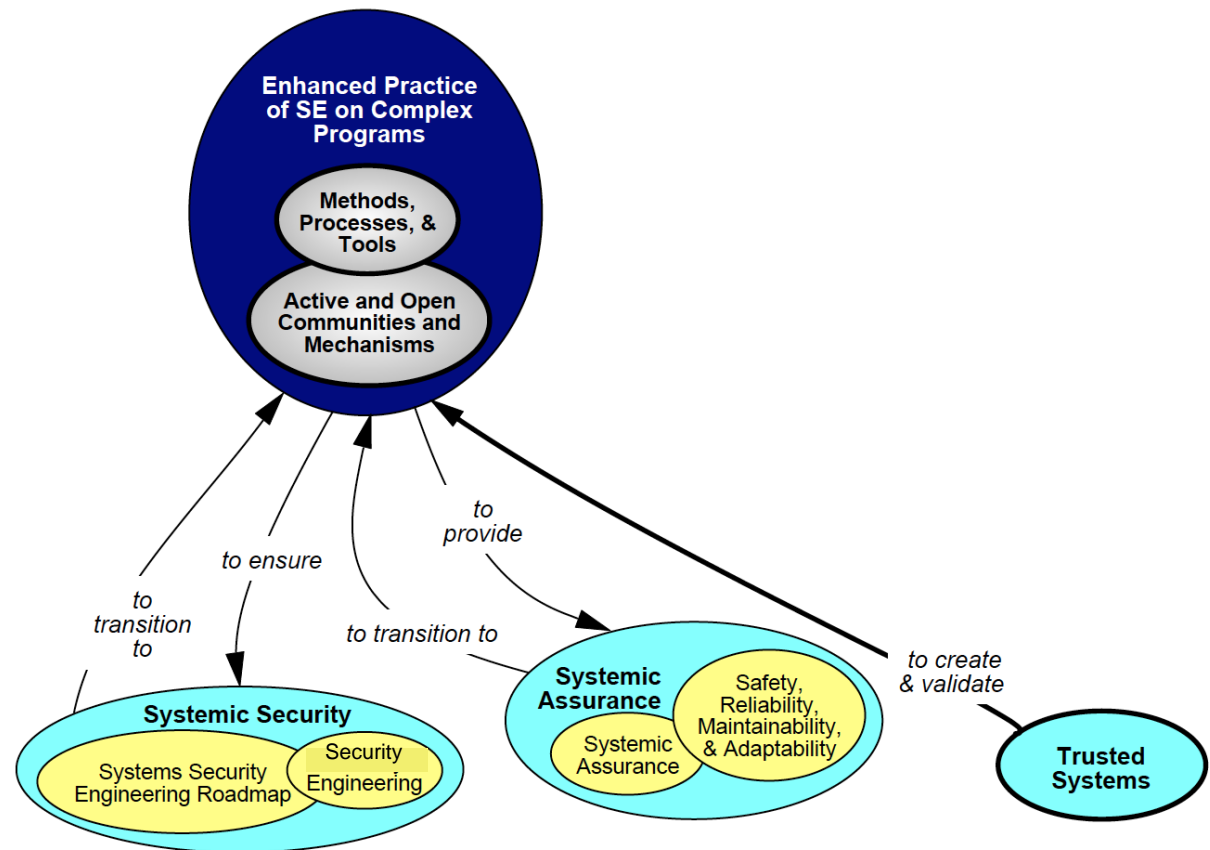 Enhanced Practice
of SE on Complex
Programs
Methods,
Processes, &
Tools
Active and Open
Communities and
Mechanisms
to
provide
to ensure
to
transition
to
to transition to
to create
& validate
Systemic Security
Systems Security
Engineering Roadmap
Security
Engineering
Systemic
Assurance
Systemic
Assurance
Safety,
Reliability,
Maintainability,
& Adaptability
Trusted
Systems